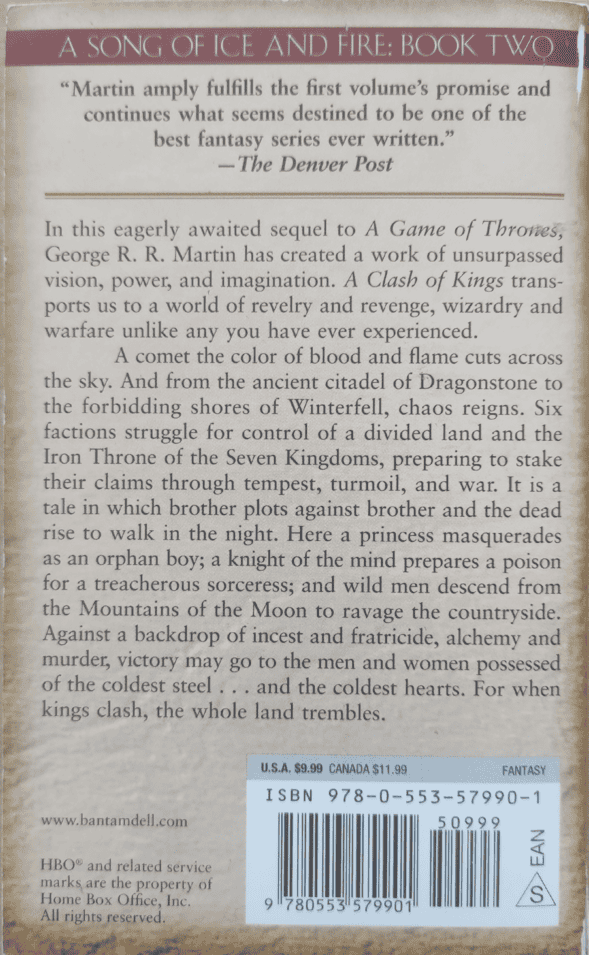 A SONG OF ICE AND FIRE: BOOK TWO
“Martin amply fulfills the first volume’s promise and
continues what seems destined to be one of the
best fantasy series ever written.”
—The Denver Post
In this eagerly awaited sequel to A Game of Thrones,
George R. R. Martin has created a work of unsurpassed
vision, power, and imagination. A Clash of Kings trans-
ports us to a world of revelry and revenge, wizardry and
warfare unlike any you have ever experienced.
A comet the color of blood and flame cuts across
the sky. And from the ancient citadel of Dragonstone to
the forbidding shores of Winterfell, chaos reigns. Six
factions struggle for control of a divided land and the
Iron Throne of the Seven Kingdoms, preparing to stake
their claims through tempest, turmoil, and war. It is a
tale in which brother plots against brother and the dead
rise to walk in the night. Here a princess masquerades
as an orphan boy; a knight of the mind prepares a poison
for a treacherous sorceress; and wild men descend from
the Mountains of the Moon to ravage the countryside.
Against a backdrop of incest and fratricide, alchemy and
murder, victory may go to the men and women possessed
of the coldest steel . . . and the coldest hearts. For when
kings clash, the whole land trembles.
U.S.A. $9.99 CANADA $11.99 FANTASY
ISBN 978-0-553-57990-1
50999
9 780553 579901
EAN
S
www.bantamdell.com
HBO® and related service
marks are the property of
Home Box Office, Inc.
All rights reserved.